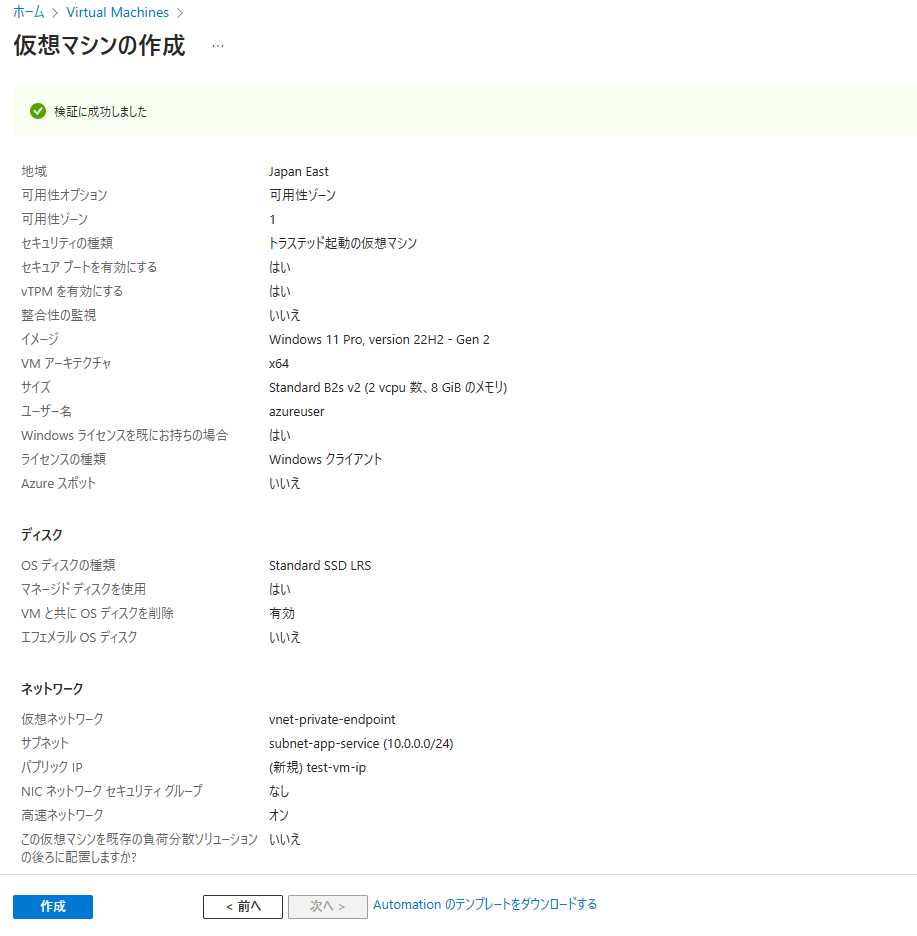 ホーム > Virtual Machines >
仮想マシンの作成 …
検証に成功しました
地域 Japan East
可用性オプション 可用性ゾーン
可用性ゾーン 1
セキュリティの種類 トラステッド起動の仮想マシン
セキュア ブートを有効にする はい
vTPM を有効にする はい
整合性の監視 いいえ
イメージ Windows 11 Pro, version 22H2 - Gen 2
VM アーキテクチャ x64
サイズ Standard B2s v2 (2 vcpu 数、8 GiB のメモリ)
ユーザー名 azureuser
Windows ライセンスを既にお持ちの場合 はい
ライセンスの種類 Windows クライアント
Azure スポット いいえ
ディスク
OS ディスクの種類 Standard SSD LRS
マネージド ディスクを使用 はい
VM と共に OS ディスクを削除 有効
エフェメラル OS ディスク いいえ
ネットワーク
仮想ネットワーク vnet-private-endpoint
サブネット subnet-app-service (10.0.0.0/24)
パブリック IP (新規) test-vm-ip
NIC ネットワーク セキュリティ グループ なし
高速ネットワーク オン
この仮想マシンを既存の負荷分散ソリューション いいえ
の後ろに配置しますか?
作成 < 前へ 次へ > Automation のテンプレートをダウンロードする